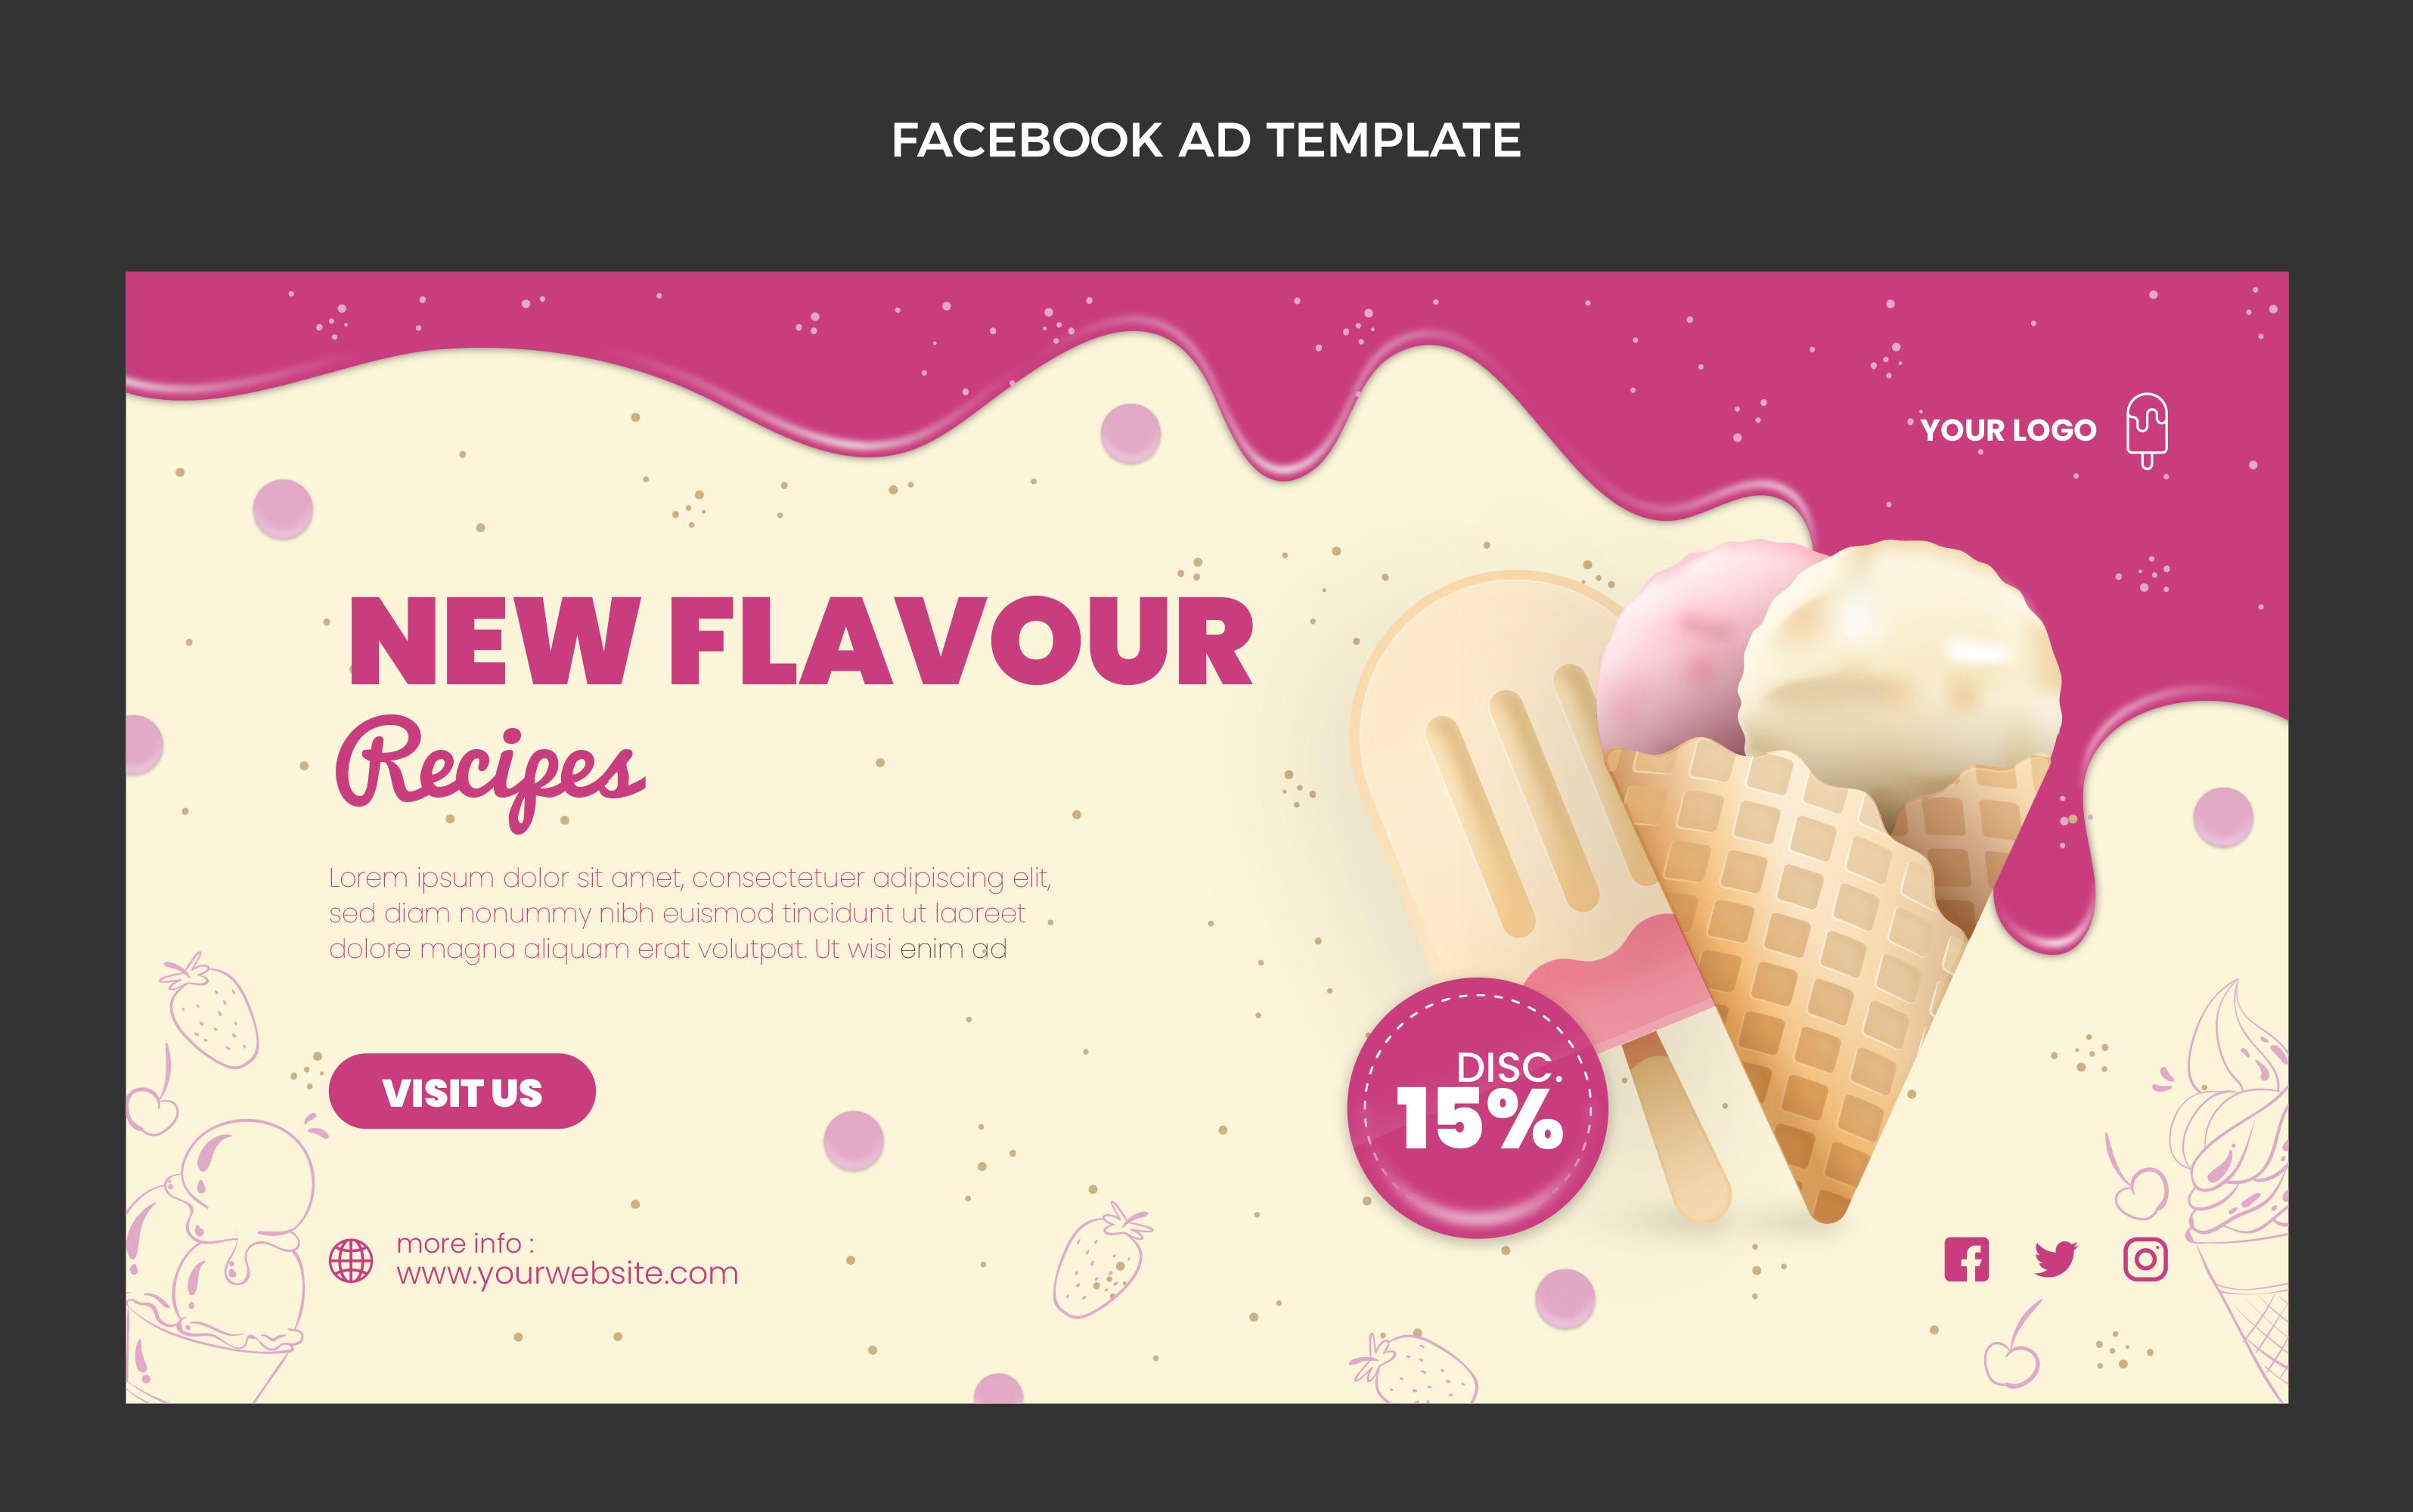 FACEBOOK AD TEMPLATE
YOUR LOGO
NEW FLAVOUR
Recipes
Lorem ipsum dolor sit amet, consectetuer adipiscing elit,
sed diam nonummy nibh euismod tincidunt ut laoreet
dolore magna aliquam erat volutpat. Ut wisi enim ad
VISIT US
DISC.
15%
more info :
www.yourwebsite.com